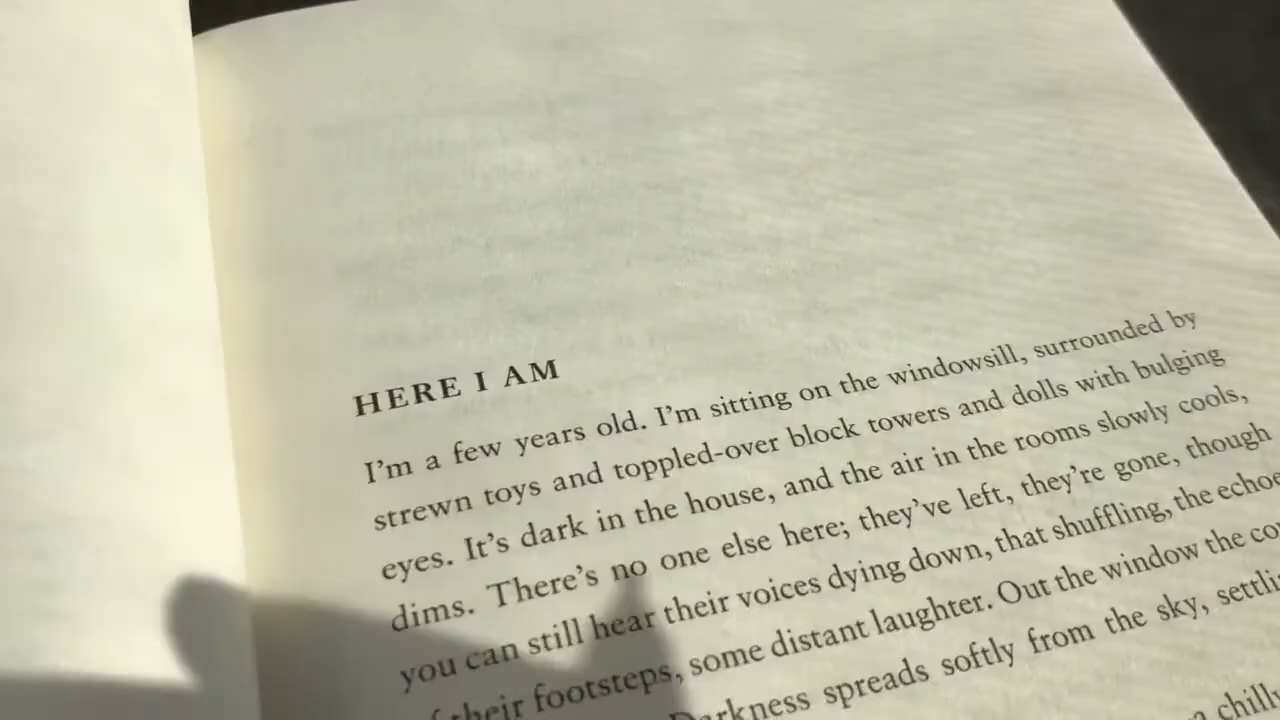 HERE I AM
I'm a few years old. I'm sitting on the windowsill, surrounded by
strewn toys and toppled-over block towers and dolls with bulging
eyes. It's dark in the house, and the air in the rooms slowly cools,
dims. There's no one else here; they've left, they're gone, though
you can still hear their voices dying down, that shuffling, the echoe
their footsteps, some distant laughter. Out the window the
Darkness spreads softly from the sky,
a chilly